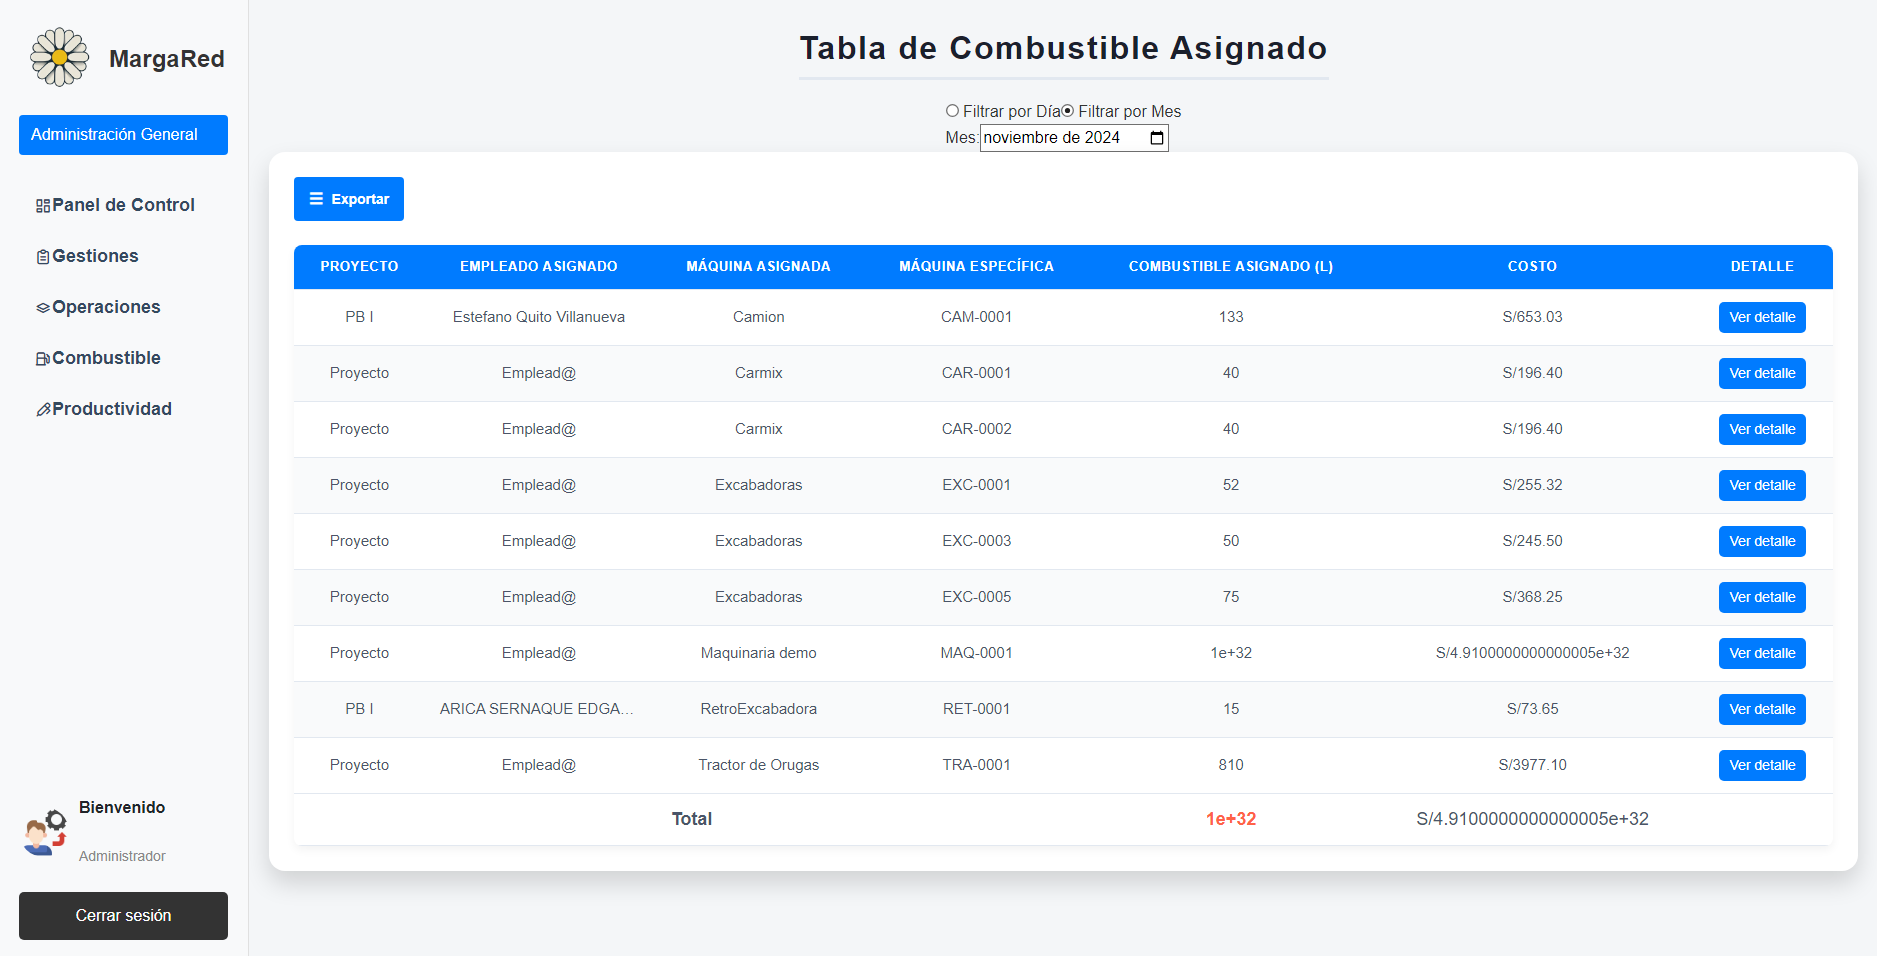 MargaRed
Administración General
Panel de Control
Gestiones
Operaciones
Combustible
Productividad
Bienvenido
Administrador
Cerrar sesión
Tabla de Combustible Asignado
Filtrar por Día Filtrar por Mes
Mes: noviembre de 2024
Exportar
PROYECTO EMPLEADO ASIGNADO MÁQUINA ASIGNADA MÁQUINA ESPECÍFICA COMBUSTIBLE ASIGNADO (L) COSTO DETALLE
PB I Estefano Quito Villanueva Camion CAM-0001 133 S/653.03 Ver detalle
Proyecto Emplead@ Carmix CAR-0001 40 S/196.40 Ver detalle
Proyecto Emplead@ Carmix CAR-0002 40 S/196.40 Ver detalle
Proyecto Emplead@ Excabadoras EXC-0001 52 S/255.32 Ver detalle
Proyecto Emplead@ Excabadoras EXC-0003 50 S/245.50 Ver detalle
Proyecto Emplead@ Excabadoras EXC-0005 75 S/368.25 Ver detalle
Proyecto Emplead@ Maquinaria demo MAQ-0001 1e+32 S/4.9100000000000005e+32 Ver detalle
PB I ARICA SERNAQUE EDGA... RetroExcabadora RET-0001 15 S/73.65 Ver detalle
Proyecto Emplead@ Tractor de Orugas TRA-0001 810 S/3977.10 Ver detalle
Total 1e+32 S/4.9100000000000005e+32